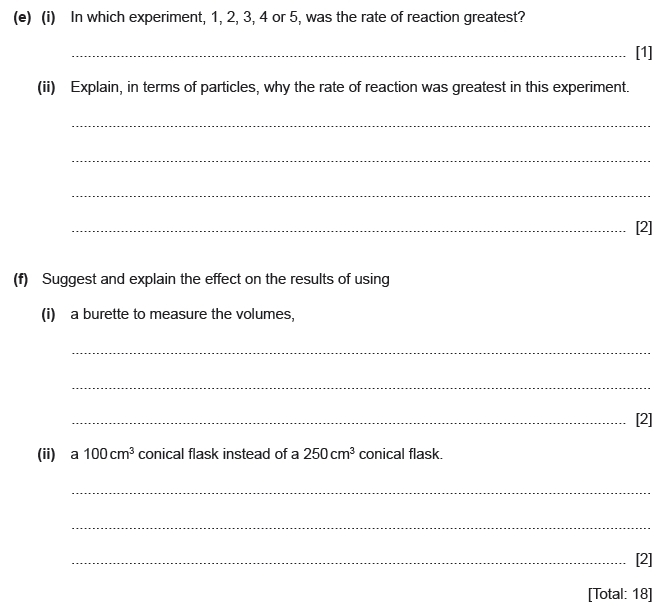 (e) (i) In which experiment, 1, 2, 3, 4 or 5, was the rate of reaction greatest?
[1]
(ii) Explain, in terms of particles, why the rate of reaction was greatest in this experiment.
[2]
(f) Suggest and explain the effect on the results of using
(i) a burette to measure the volumes,
[2]
(ii) a 100 cm³ conical flask instead of a 250 cm³ conical flask.
[2]
[Total: 18]